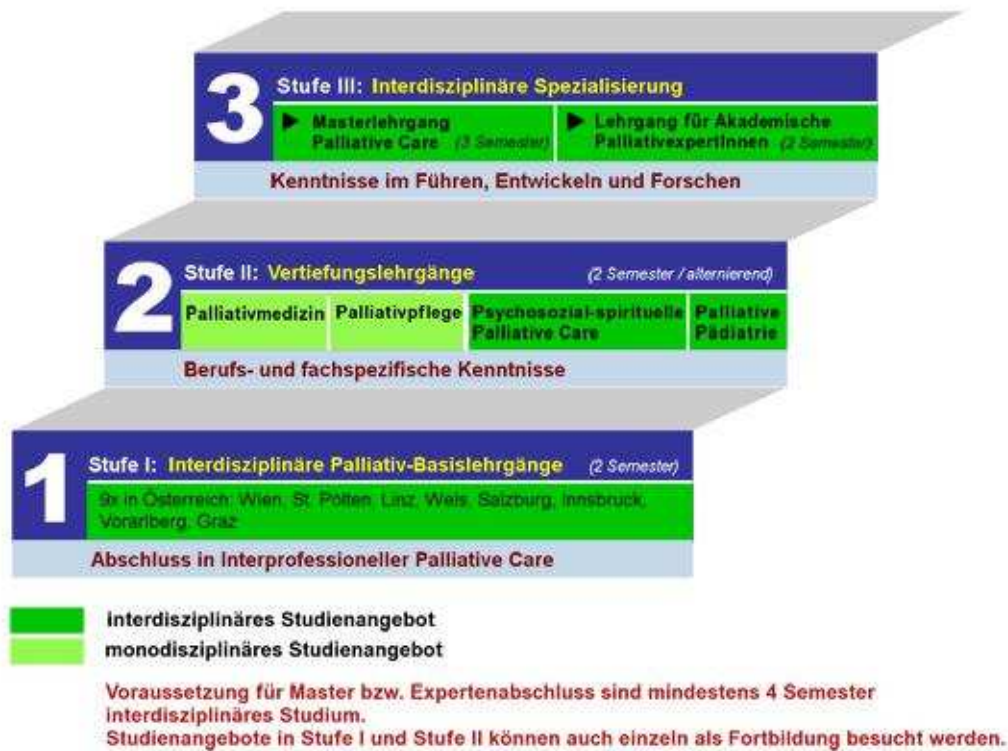 3
Stufe III: Interdisziplinäre Spezialisierung
► Masterlehrgang
Palliative Care (3 Semester)
► Lehrgang für Akademische
PalliativexpertInnen (2 Semester)
Kenntnisse im Führen, Entwickeln und Forschen
2
Stufe II: Vertiefungslehrgänge (2 Semester / alternierend)
Palliativmedizin
Palliativpflege
Psychosozial-spirituelle
Palliative Care
Palliative
Pädiatrie
Berufs- und fachspezifische Kenntnisse
1
Stufe I: Interdisziplinäre Palliativ-Basislehrgänge (2 Semester)
9x in Österreich: Wien, St. Pölten, Linz, Wels, Salzburg, Innsbruck,
Vorarlberg, Graz
Abschluss in Interprofessioneller Palliative Care
interdisziplinäres Studienangebot
monodisziplinäres Studienangebot
Voraussetzung für Master bzw. Expertenabschluss sind mindestens 4 Semester
interdisziplinäres Studium.
Studienangebote in Stufe I und Stufe II können auch einzeln als Fortbildung besucht werden